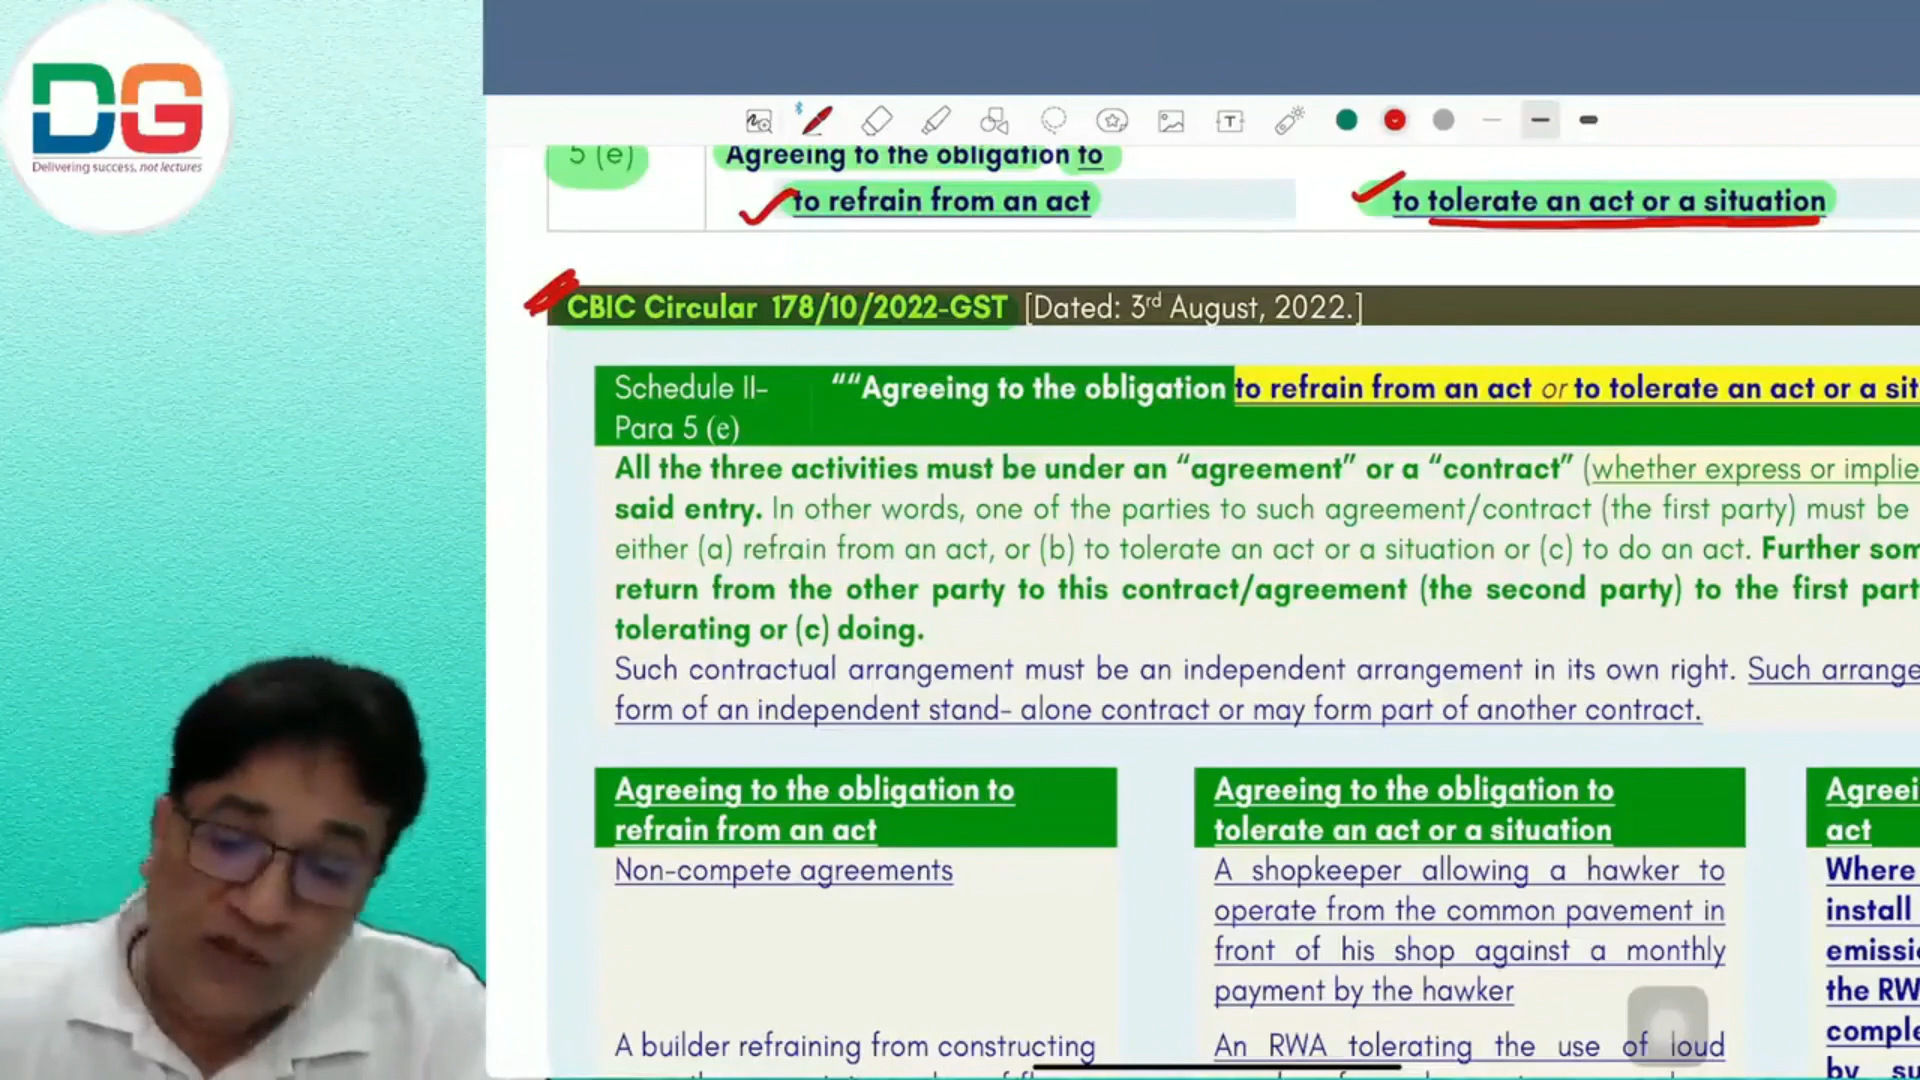 DG
Delivering success, not lectures
T
5 (e)
Agreeing to the obligation to
to refrain from an act
to tolerate an act or a situation
CBIC Circular 178/10/2022-GST [Dated: 3rd August, 2022.]
Schedule II-
Para 5 (e)
““Agreeing to the obligation to refrain from an act or to tolerate an act or a sit
All the three activities must be under an “agreement” or a “contract” (whether express or implie
said entry. In other words, one of the parties to such agreement/contract (the first party) must be
either (a) refrain from an act, or (b) to tolerate an act or a situation or (c) to do an act. Further som
return from the other party to this contract/agreement (the second party) to the first part
tolerating or (c) doing.
Such contractual arrangement must be an independent arrangement in its own right. Such arrange
form of an independent stand- alone contract or may form part of another contract.
Agreeing to the obligation to
refrain from an act
Non-compete agreements
A builder refraining from constructing
Agreeing to the obligation to
tolerate an act or a situation
A shopkeeper allowing a hawker to
operate from the common pavement in
front of his shop against a monthly
payment by the hawker
An RWA tolerating the use of loud
Agreei
act
Where
install
emissi
the RW
comple
by su